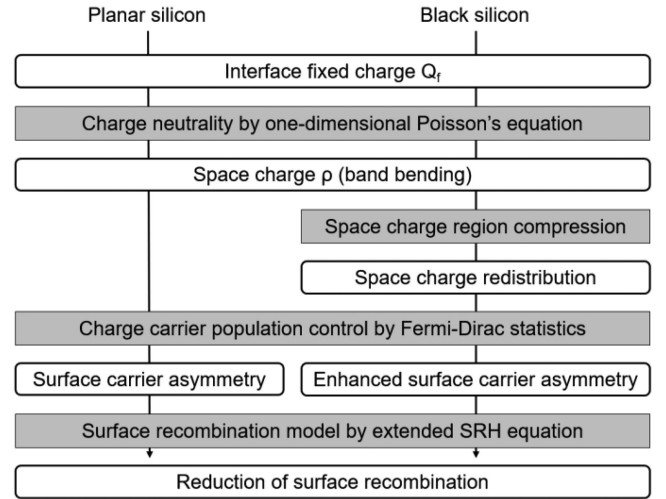 Planar silicon
Black silicon
Interface fixed charge Qf
Charge neutrality by one-dimensional Poisson's equation
Space charge ρ (band bending)
Space charge region compression
Space charge redistribution
Charge carrier population control by Fermi-Dirac statistics
Surface carrier asymmetry
Enhanced surface carrier asymmetry
Surface recombination model by extended SRH equation
Reduction of surface recombination